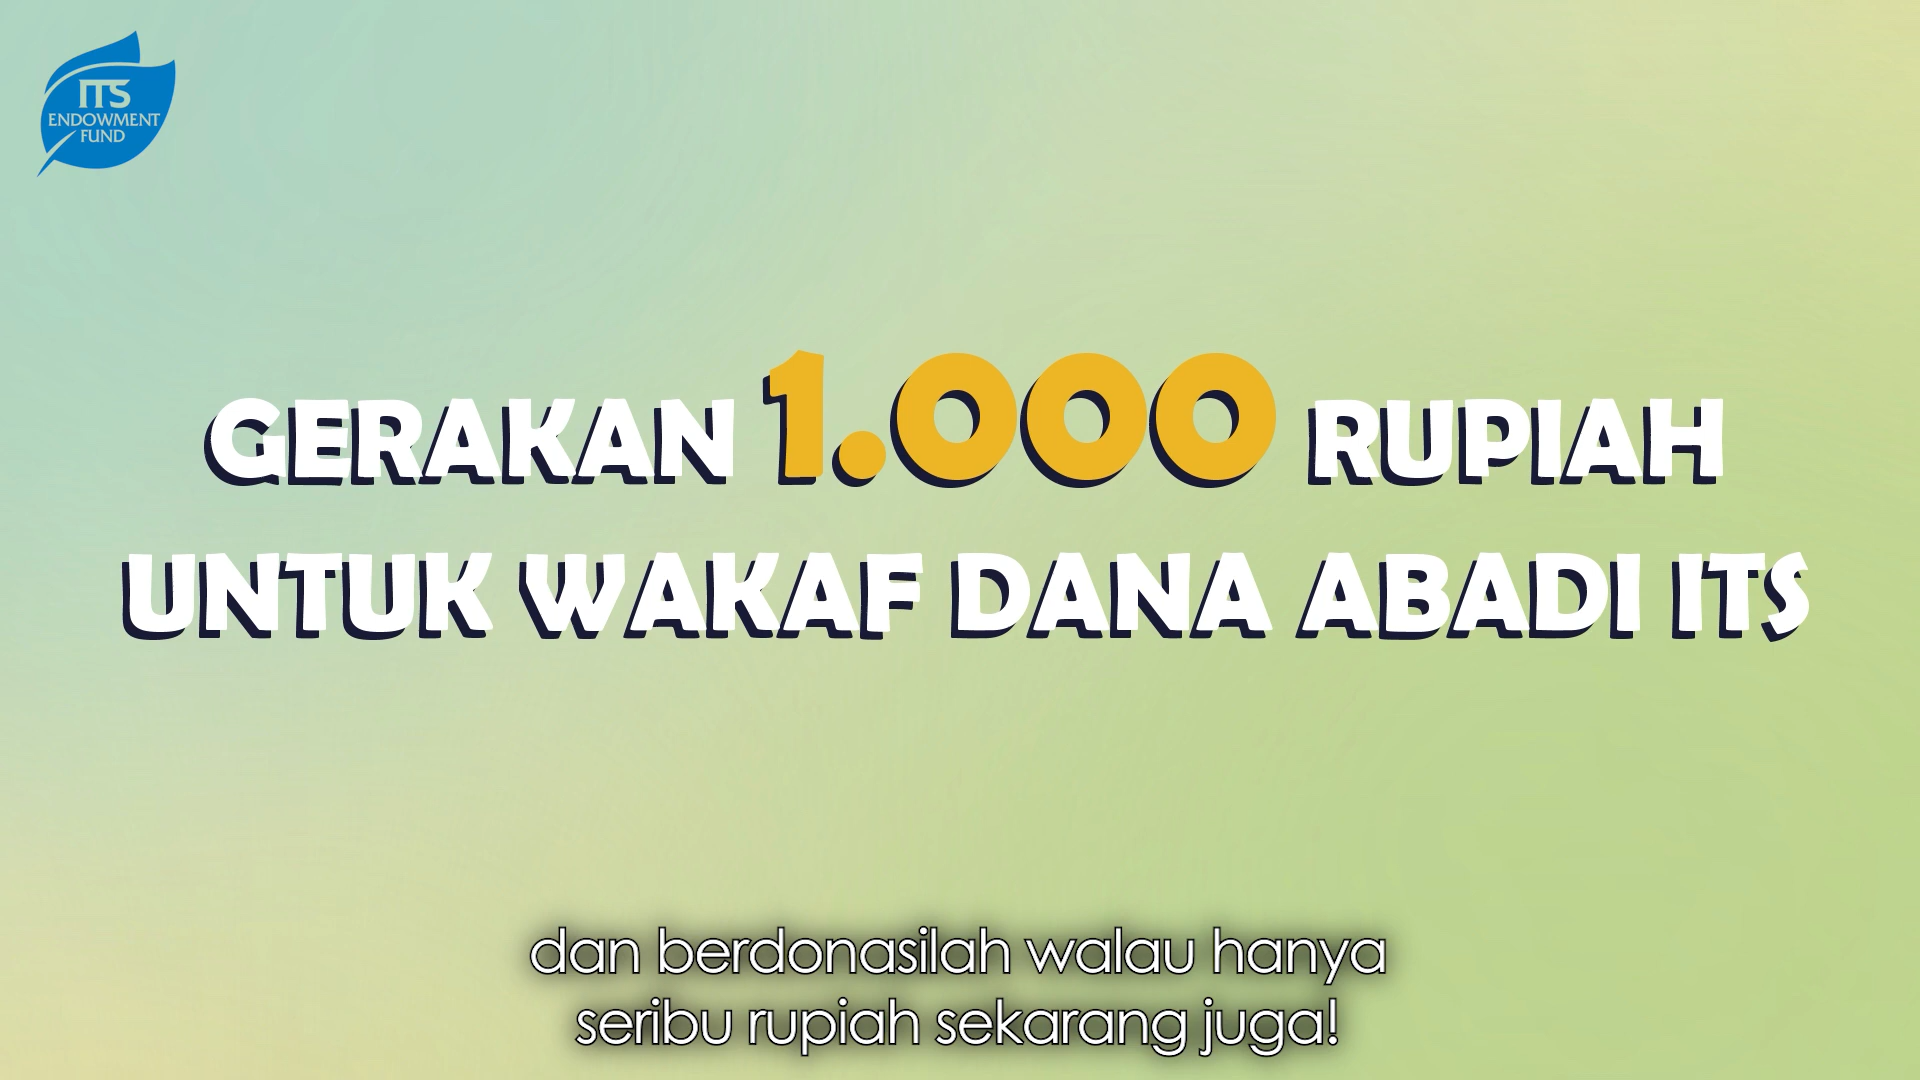 ITS
ENDOWMENT
FUND
GERAKAN 1.000 RUPIAH
UNTUK WAKAF DANA ABADI ITS
dan berdonasilah walau hanya
seribu rupiah sekarang juga!